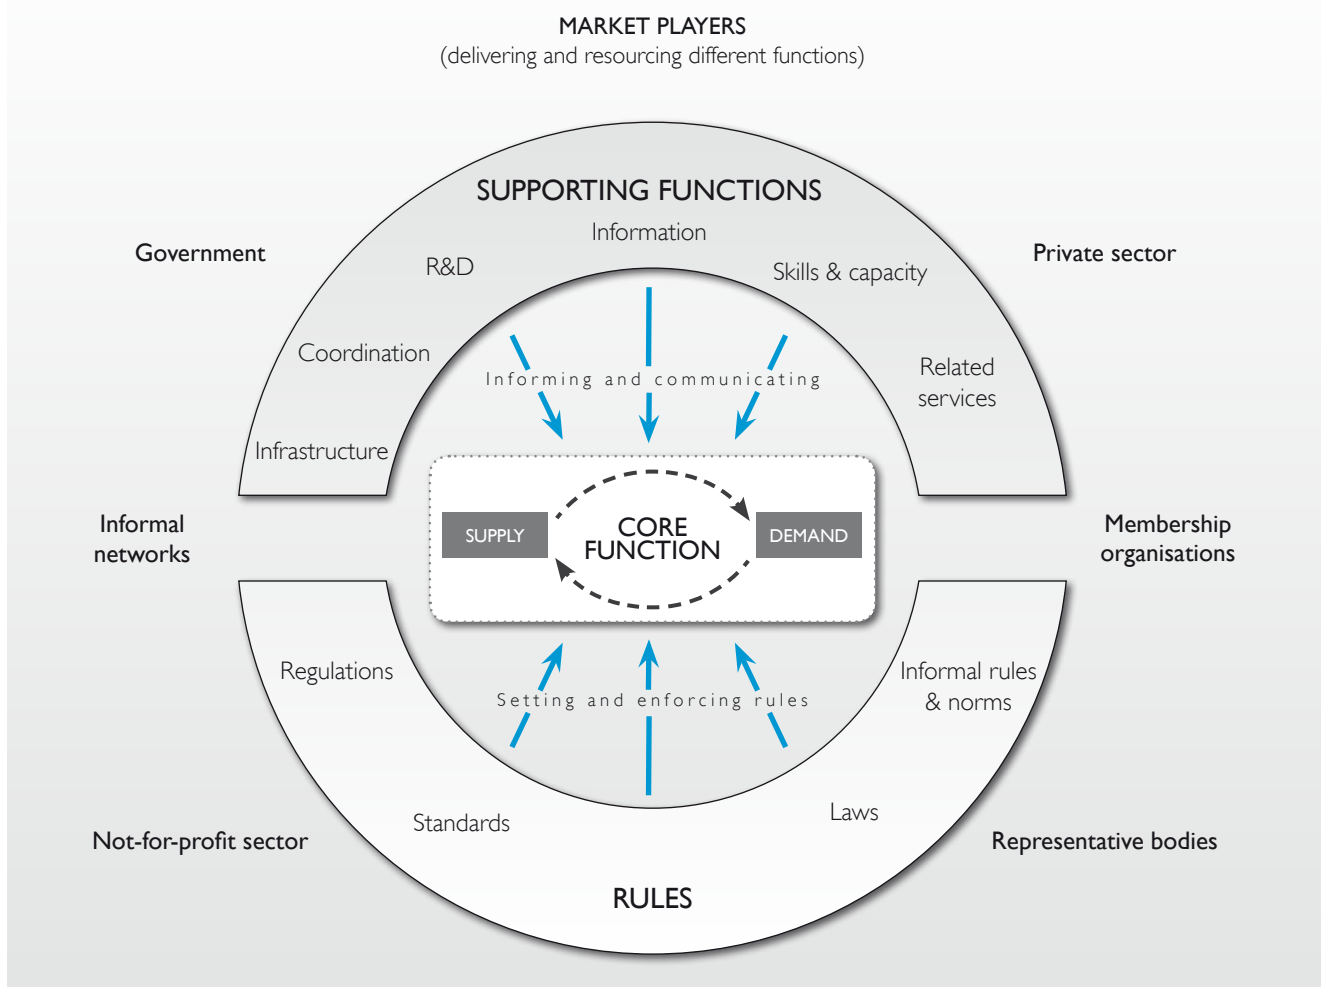 MARKET PLAYERS
(delivering and resourcing different functions)
SUPPORTING FUNCTIONS
Information
Government
Private sector
R&D
Skills & capacity
Coordination
Related
services
Informing and communicating
Infrastructure
Informal
networks
SUPPLY
CORE
FUNCTION
DEMAND
Membership
organisations
Regulations
Informal rules
& norms
Setting and enforcing rules
Standards
Laws
Not-for-profit sector
Representative bodies
RULES